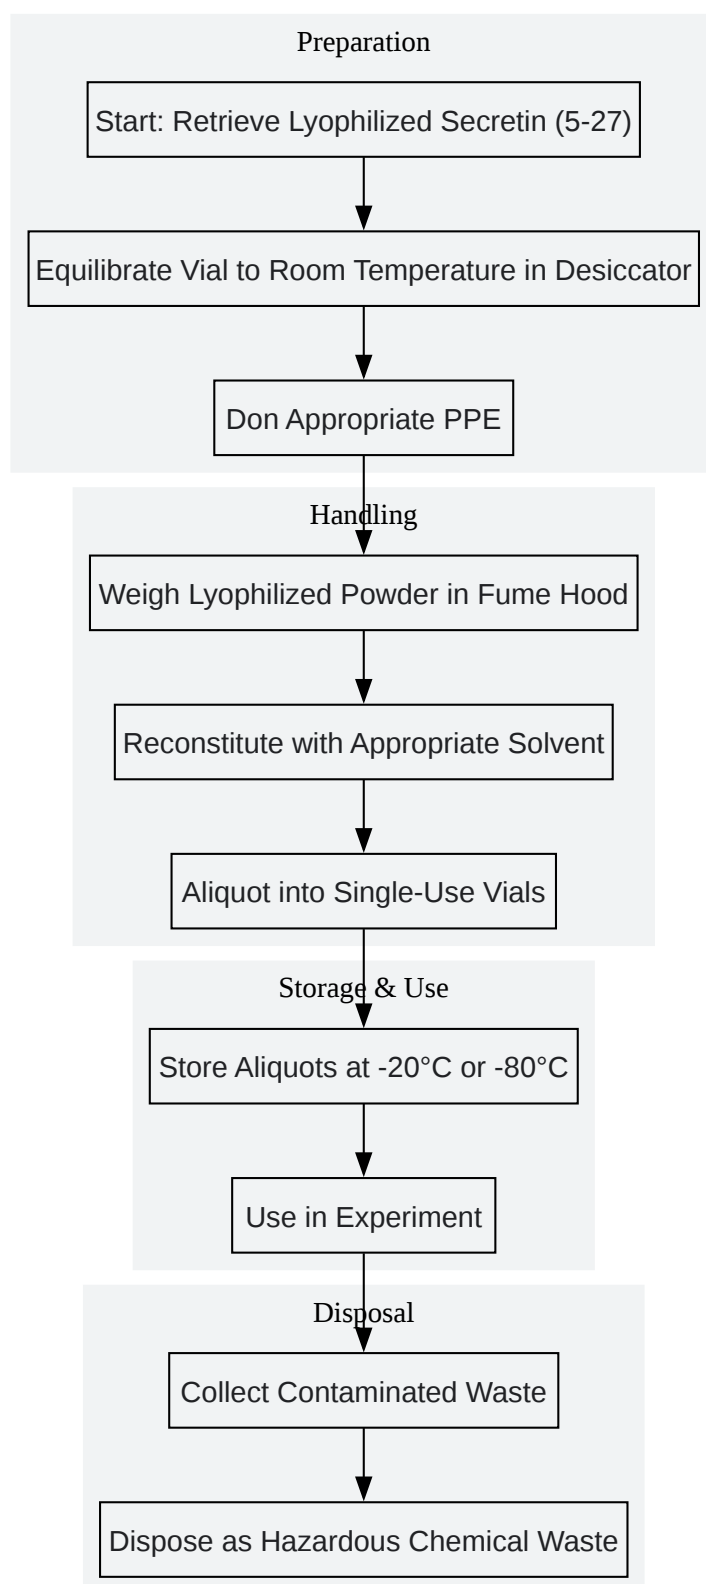 Preparation
Start: Retrieve Lyophilized Secretin (5-27)
Equilibrate Vial to Room Temperature in Desiccator
Don Appropriate PPE
Handling
Weigh Lyophilized Powder in Fume Hood
Reconstitute with Appropriate Solvent
Aliquot into Single-Use Vials
Storage & Use
Store Aliquots at -20°C or -80°C
Use in Experiment
Disposal
Collect Contaminated Waste
Dispose as Hazardous Chemical Waste